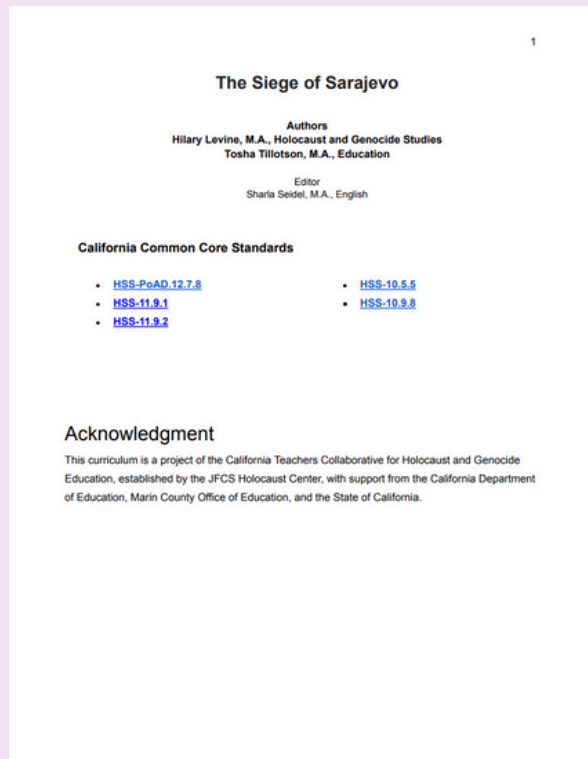 1
The Siege of Sarajevo
Authors
Hilary Levine, M.A., Holocaust and Genocide Studies
Tosha Tillotson, M.A., Education
Editor
Sharla Seidel, M.A., English
California Common Core Standards
• HSS-PoAD.12.7.8
• HSS-11.9.1
• HSS-11.9.2
• HSS-10.5.5
• HSS-10.9.8
Acknowledgment
This curriculum is a project of the California Teachers Collaborative for Holocaust and Genocide
Education, established by the JFCS Holocaust Center, with support from the California Department
of Education, Marin County Office of Education, and the State of California.